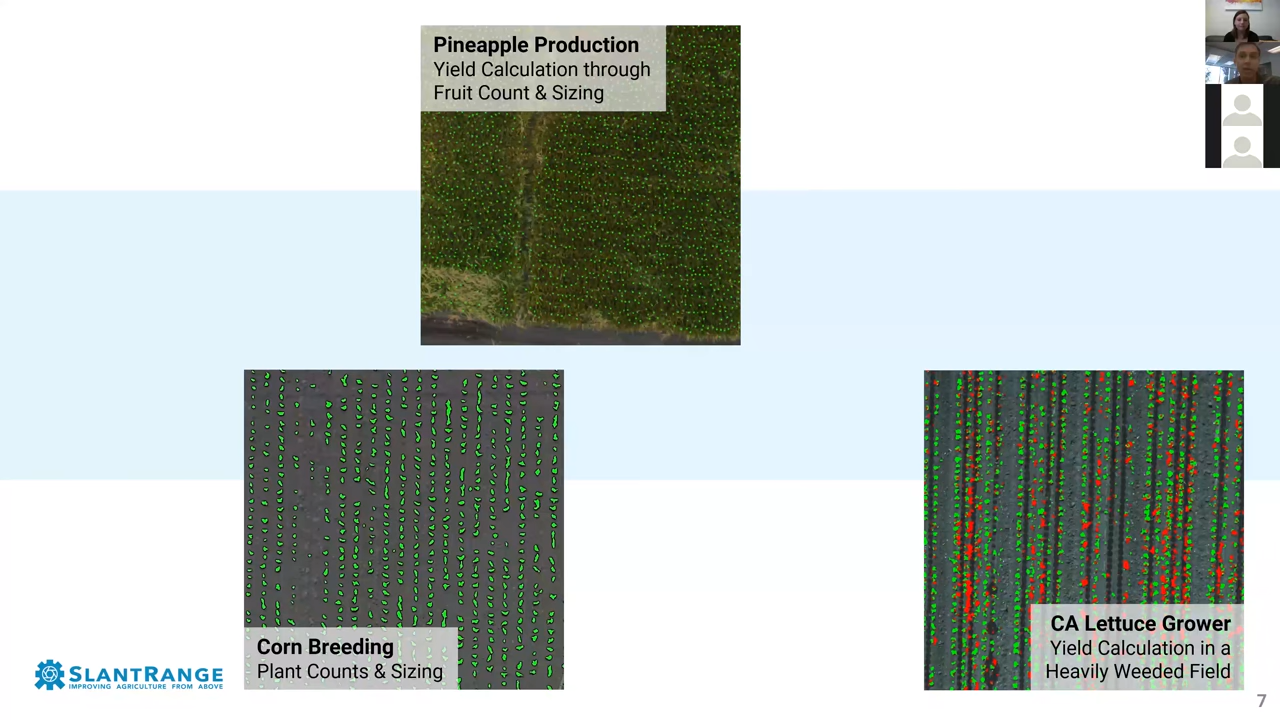 Pineapple Production
Yield Calculation through
Fruit Count & Sizing
Corn Breeding
Plant Counts & Sizing
CA Lettuce Grower
Yield Calculation in a
Heavily Weeded Field
SLANTRANGE
IMPROVING AGRICULTURE FROM ABOVE
7